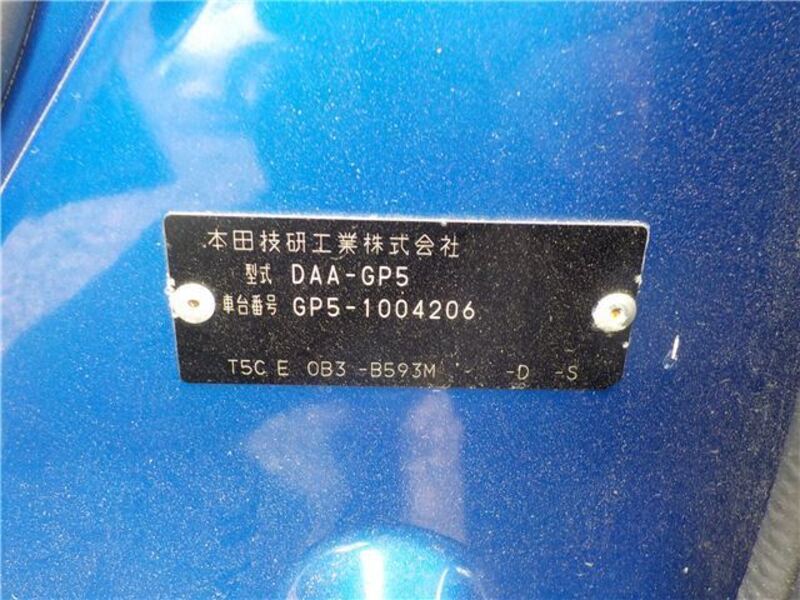 本田技研工業株式会社
型式 DAA-GP5
車台番号 GP5-1004206
T5C E 0B3 -B593M - -D -S